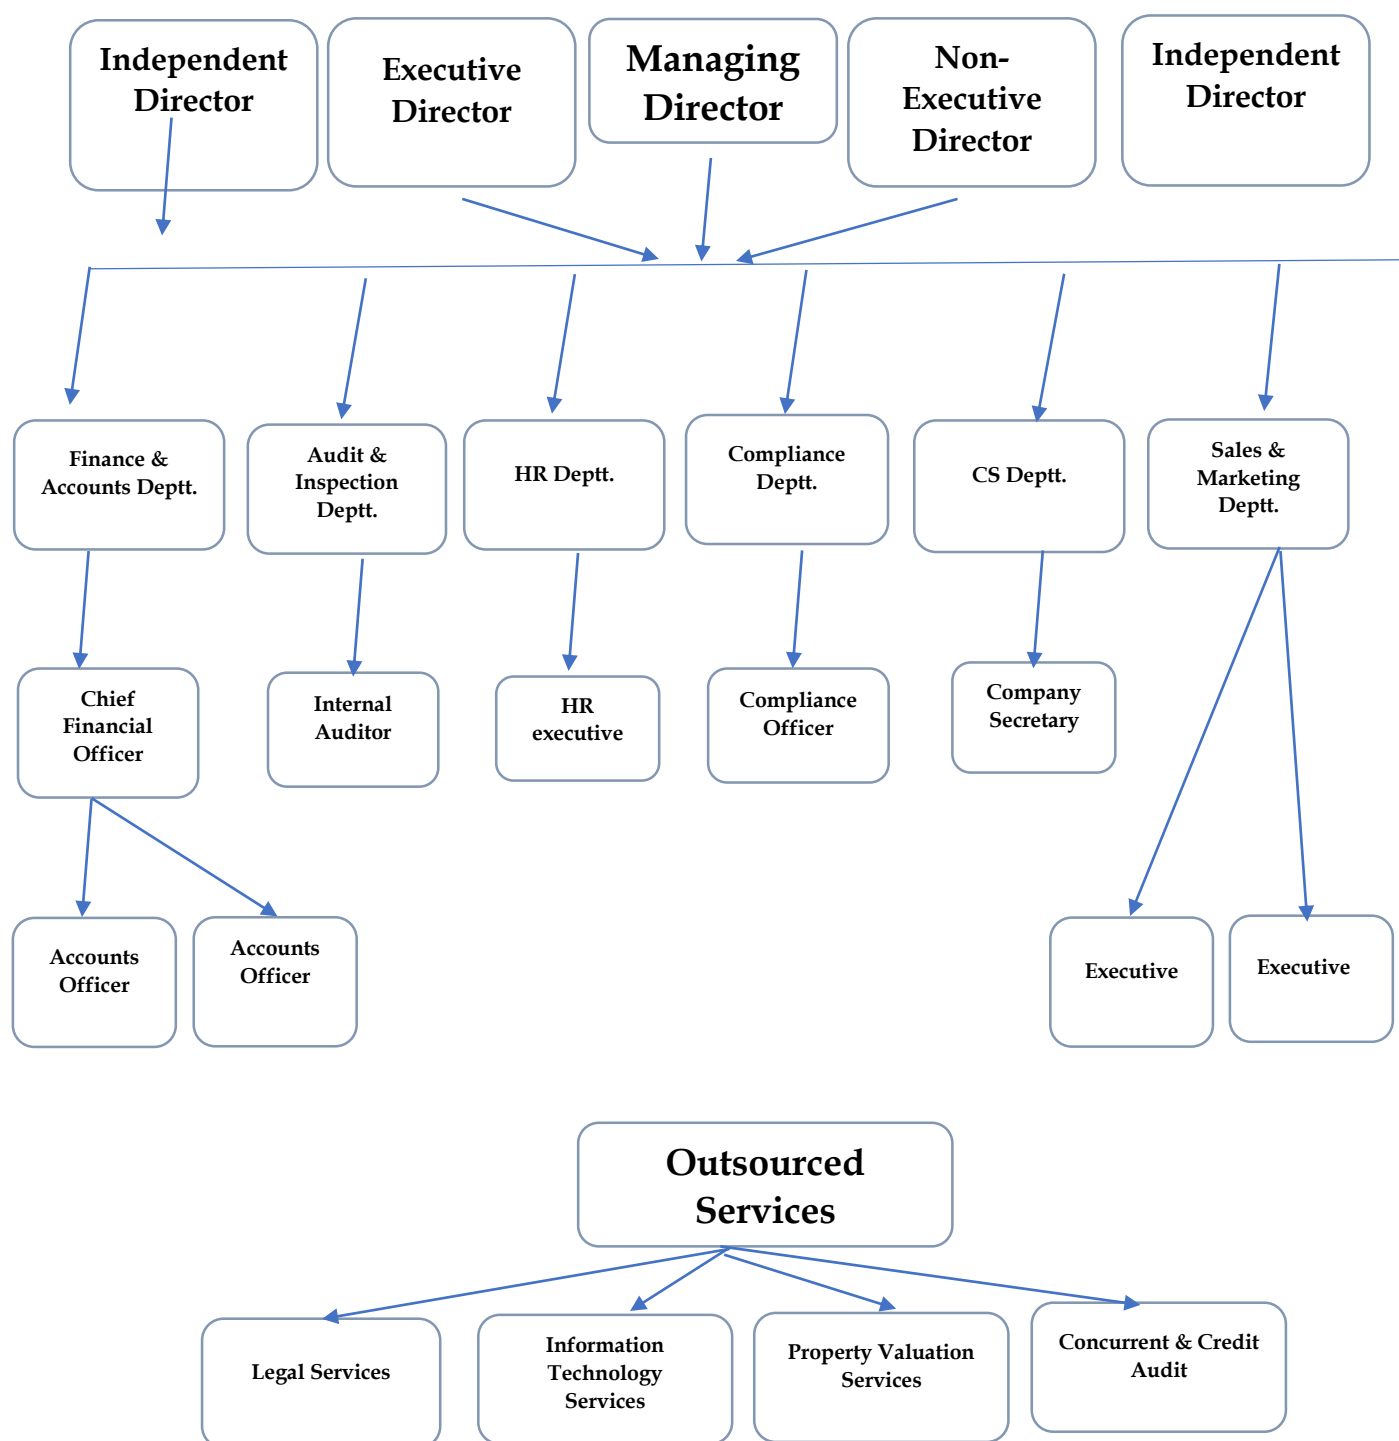 Independent
Director
Executive
Director
Managing
Director
Non-
Executive
Director
Independent
Director
Finance &
Accounts Deptt.
Audit &
Inspection
Deptt.
HR Deptt.
Compliance
Deptt.
CS Deptt.
Sales &
Marketing
Deptt.
Chief
Financial
Officer
Internal
Auditor
HR
executive
Compliance
Officer
Company
Secretary
Accounts
Officer
Accounts
Officer
Executive
Executive
Outsourced
Services
Legal Services
Information
Technology
Services
Property Valuation
Services
Concurrent & Credit
Audit